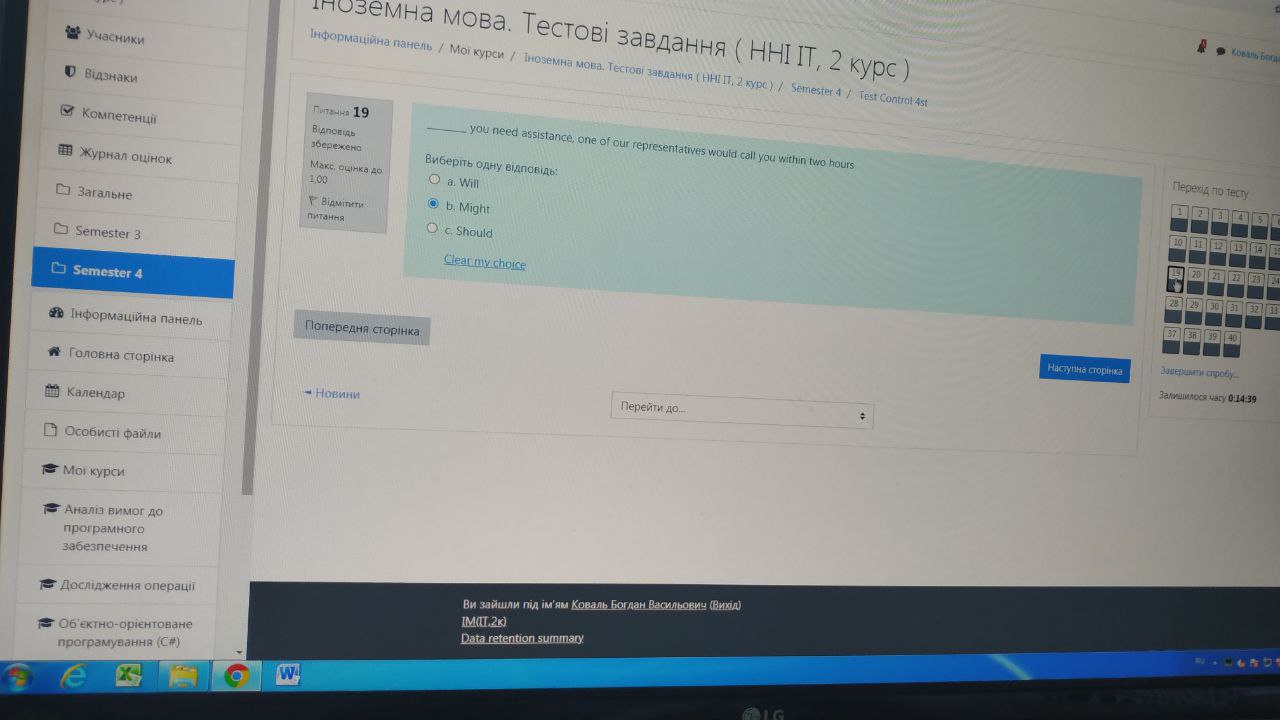 Іноземна мова. Тестові завдання ( ННІ ІТ, 2 курс )
Інформаційна панель / Мої курси / Іноземна мова. Тестові завдання ( ННІ ІТ, 2 курс ) / Semester 4 / Test Control 4st
Коваль Богда
Учасники
Відзнаки
Компетенції
Журнал оцінок
Загальне
Semester 3
Semester 4
Інформаційна панель
Головна сторінка
Календар
Особисті файли
Мої курси
Аналіз вимог до
програмного
забезпечення
Дослідження операції
Об'єктно-орієнтоване
програмування (C#)
Питання 19
Відповідь
збережено
Макс. оцінка до
1,00
Відмітити
питання
______ you need assistance, one of our representatives would call you within two hours
Виберіть одну відповідь:
a. Will
b. Might
c. Should
Clear my choice
Попередня сторінка
Наступна сторінка
Новини
Перейти до...
Перехід по тесту
1 2 3 4 5
10 11 12 13 14
19 20 21 22 23 24
28 29 30 31 32 33
37 38 39 40
Завершити спробу...
Залишилося часу 0:14:39
Ви зайшли під ім'ям Коваль Богдан Васильович (Вихід)
ІМ(ІТ,2к)
Data retention summary
RU
LG